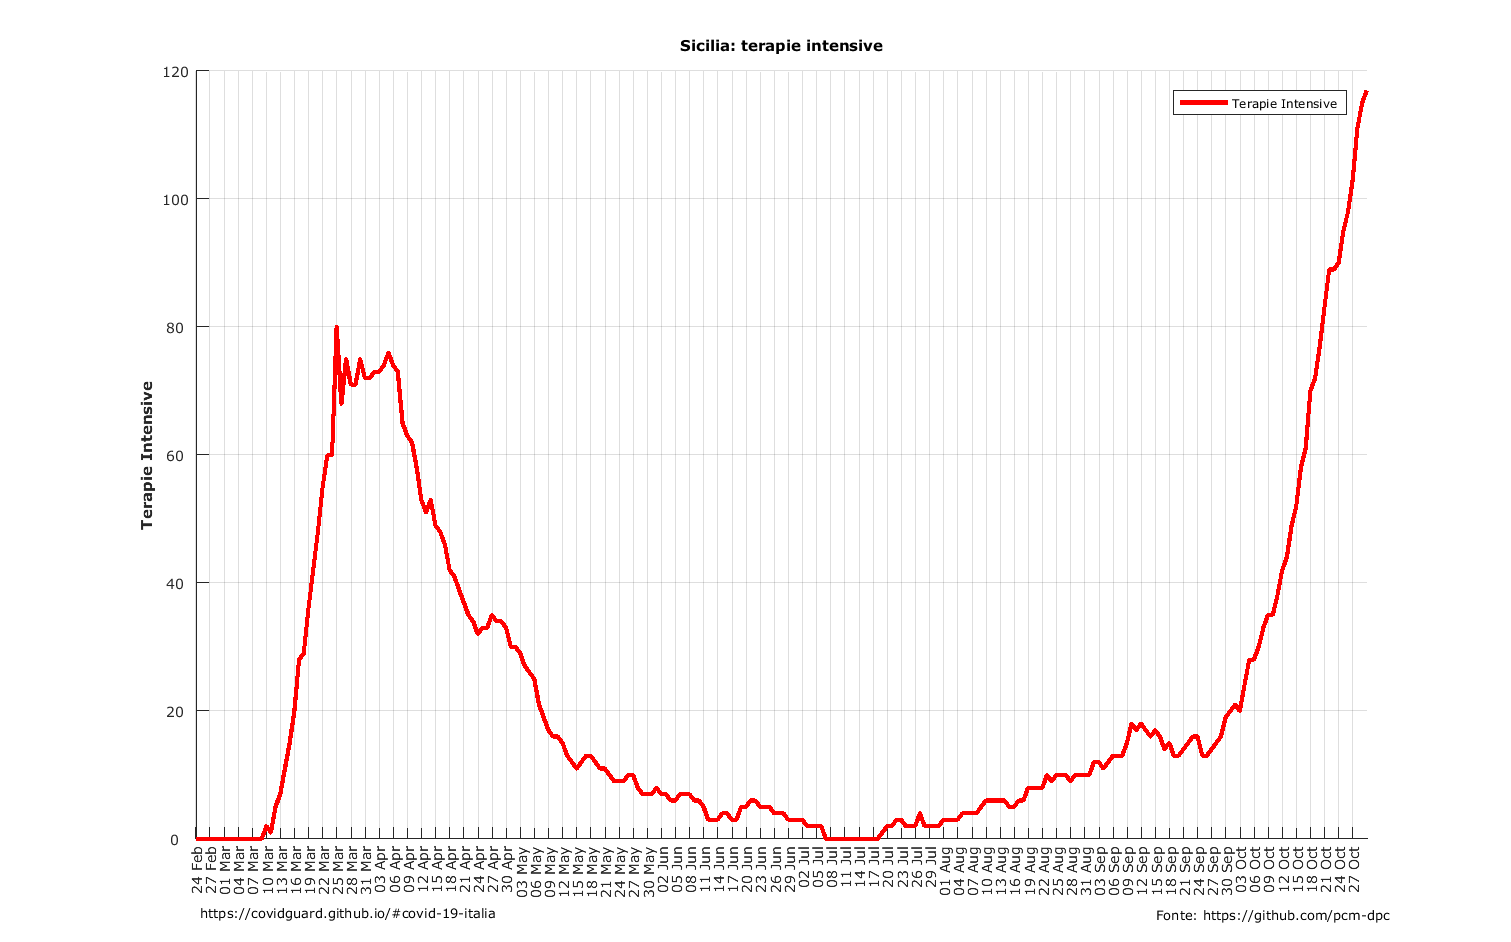 Sicilia: terapie intensive
Terapie Intensive
Terapie Intensive
120
100
80
60
40
20
0
24 Feb
27 Feb
01 Mar
04 Mar
07 Mar
10 Mar
13 Mar
16 Mar
19 Mar
22 Mar
25 Mar
28 Mar
31 Mar
03 Apr
06 Apr
09 Apr
12 Apr
15 Apr
18 Apr
21 Apr
24 Apr
27 Apr
30 Apr
03 May
06 May
09 May
12 May
15 May
18 May
21 May
24 May
27 May
30 May
02 Jun
05 Jun
08 Jun
11 Jun
14 Jun
17 Jun
20 Jun
23 Jun
26 Jun
29 Jun
02 Jul
05 Jul
08 Jul
11 Jul
14 Jul
17 Jul
20 Jul
23 Jul
26 Jul
29 Jul
01 Aug
04 Aug
07 Aug
10 Aug
13 Aug
16 Aug
19 Aug
22 Aug
25 Aug
28 Aug
31 Aug
03 Sep
06 Sep
09 Sep
12 Sep
15 Sep
18 Sep
21 Sep
24 Sep
27 Sep
30 Sep
03 Oct
06 Oct
09 Oct
12 Oct
15 Oct
18 Oct
21 Oct
24 Oct
27 Oct
https://covidguard.github.io/#covid-19-italia
Fonte: https://github.com/pcm-dpc